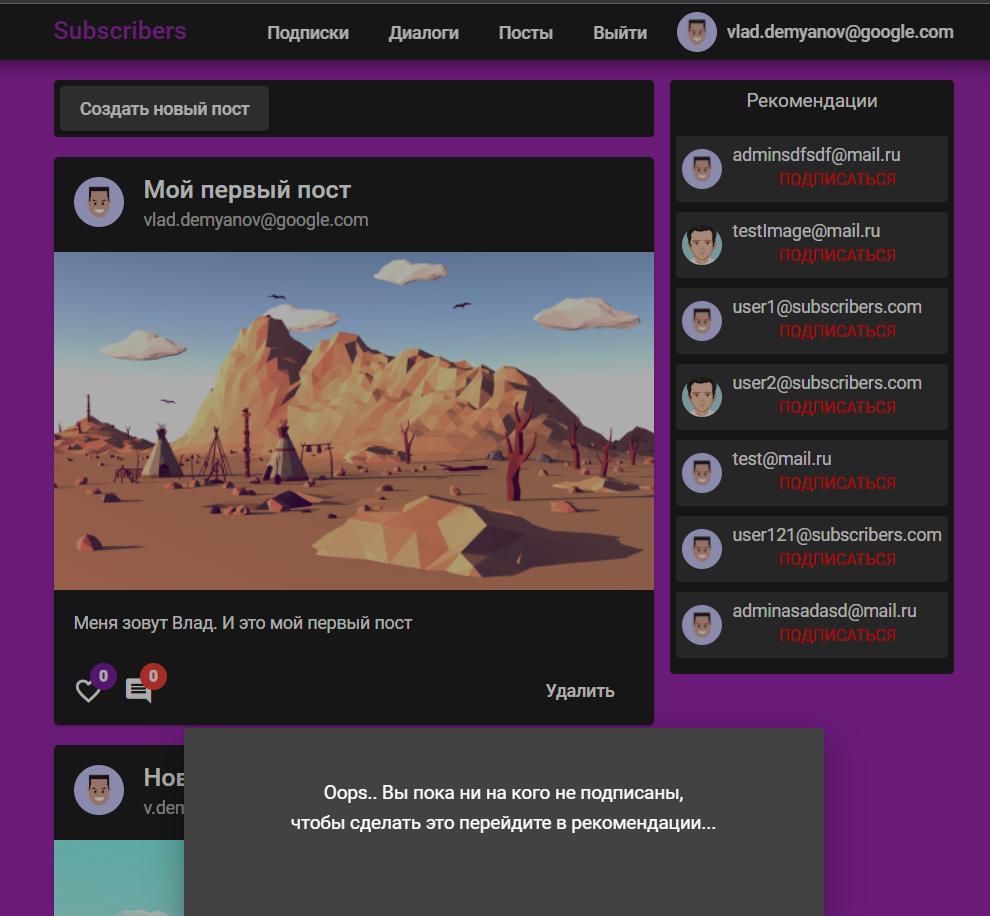 Subscribers
Подписки
Диалоги
Посты
Выйти
vlad.demyanov@google.com
Создать новый пост
Мой первый пост
vlad.demyanov@google.com
Меня зовут Влад. И это мой первый пост
0
0
Удалить
Рекомендации
adminsdfsdf@mail.ru
ПОДПИСАТЬСЯ
testImage@mail.ru
ПОДПИСАТЬСЯ
user1@subscribers.com
ПОДПИСАТЬСЯ
user2@subscribers.com
ПОДПИСАТЬСЯ
test@mail.ru
ПОДПИСАТЬСЯ
user121@subscribers.com
ПОДПИСАТЬСЯ
adminasadasd@mail.ru
ПОДПИСАТЬСЯ
Нов
v.dem
Oops.. Вы пока ни на кого не подписаны,
чтобы сделать это перейдите в рекомендации...